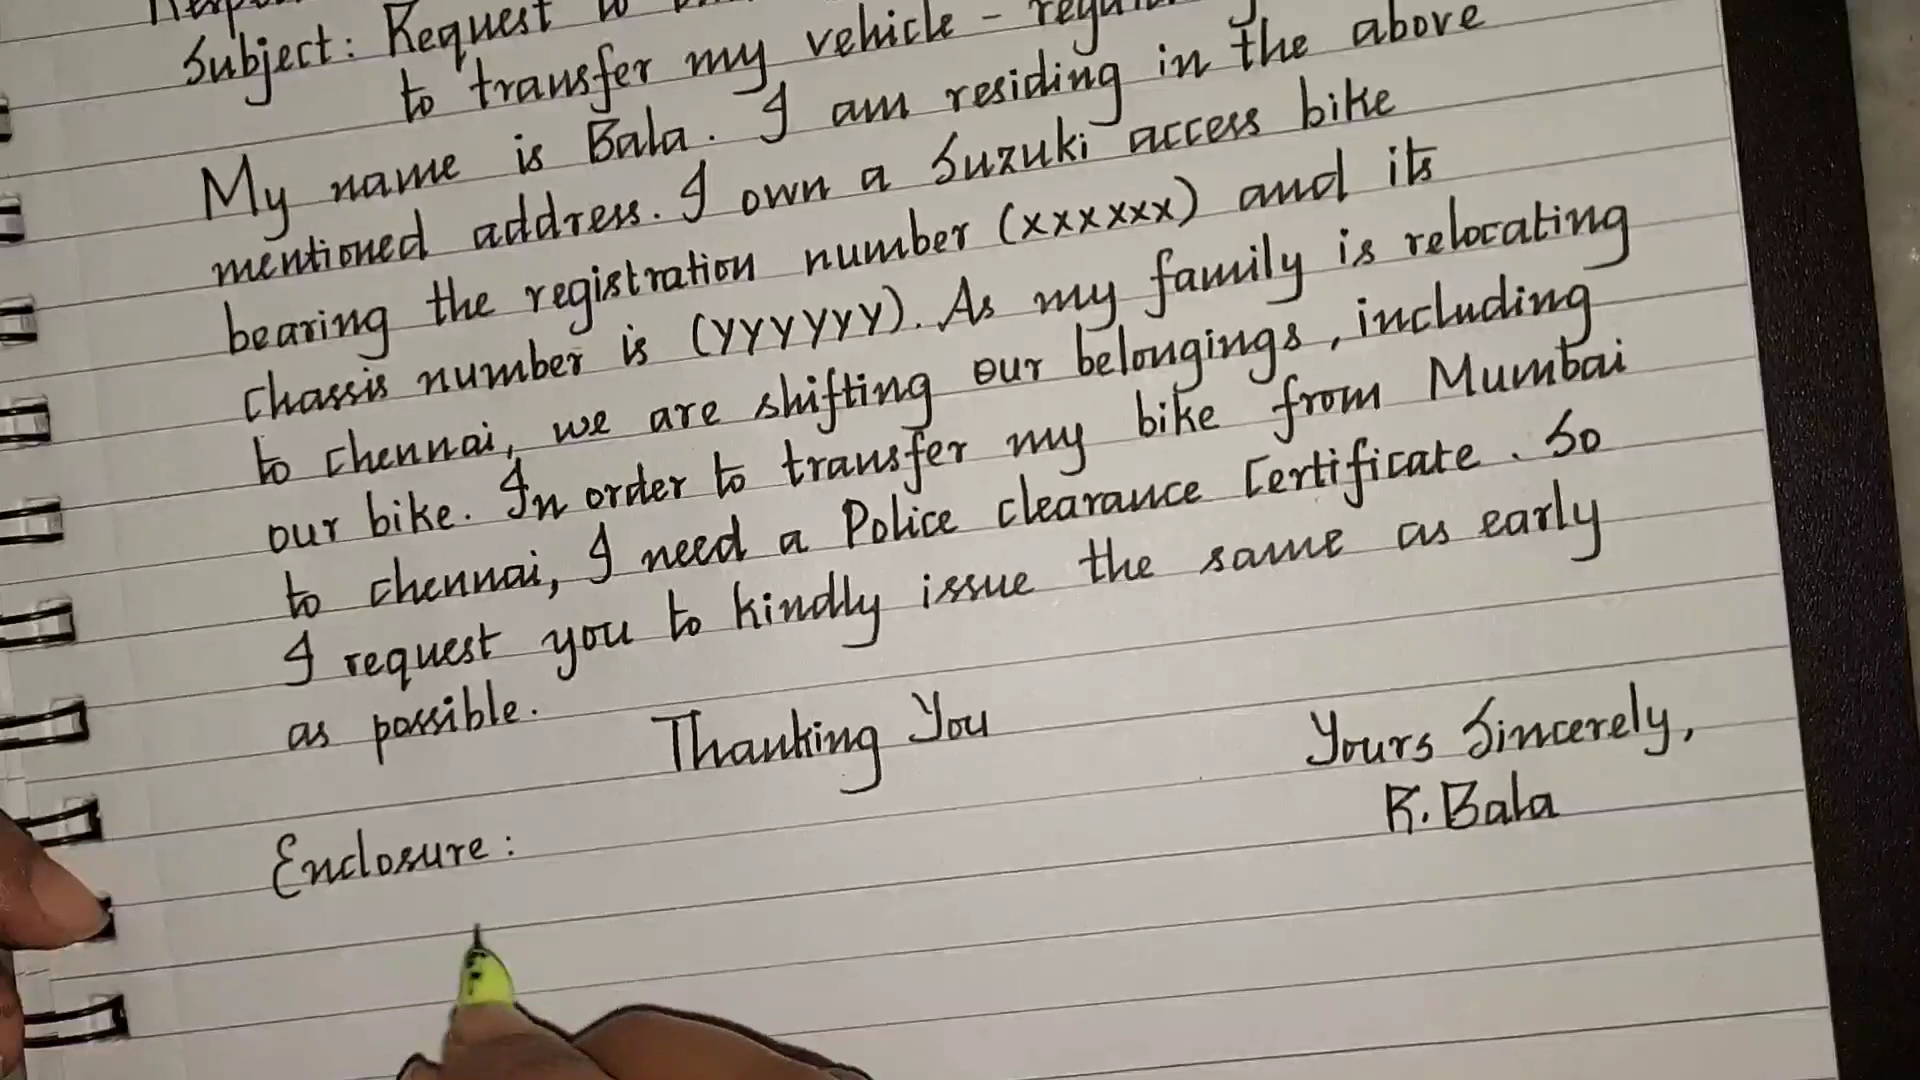 Subject: Request to
to transfer my vehicle -
My name is Bala. I am residing in the above
mentioned address. I own a Suzuki access bike
bearing the registration number (xxxxxx) and its
chassis number is (YYYYYY). As my family is relocating
to chennai, we are shifting our belongings, including
our bike. In order to transfer my bike from Mumbai
to chennai, I need a Police clearance Certificate. So
I request you to kindly issue the same as early
as possible.
Thanking You
Yours Sincerely,
R. Bala
Enclosure: